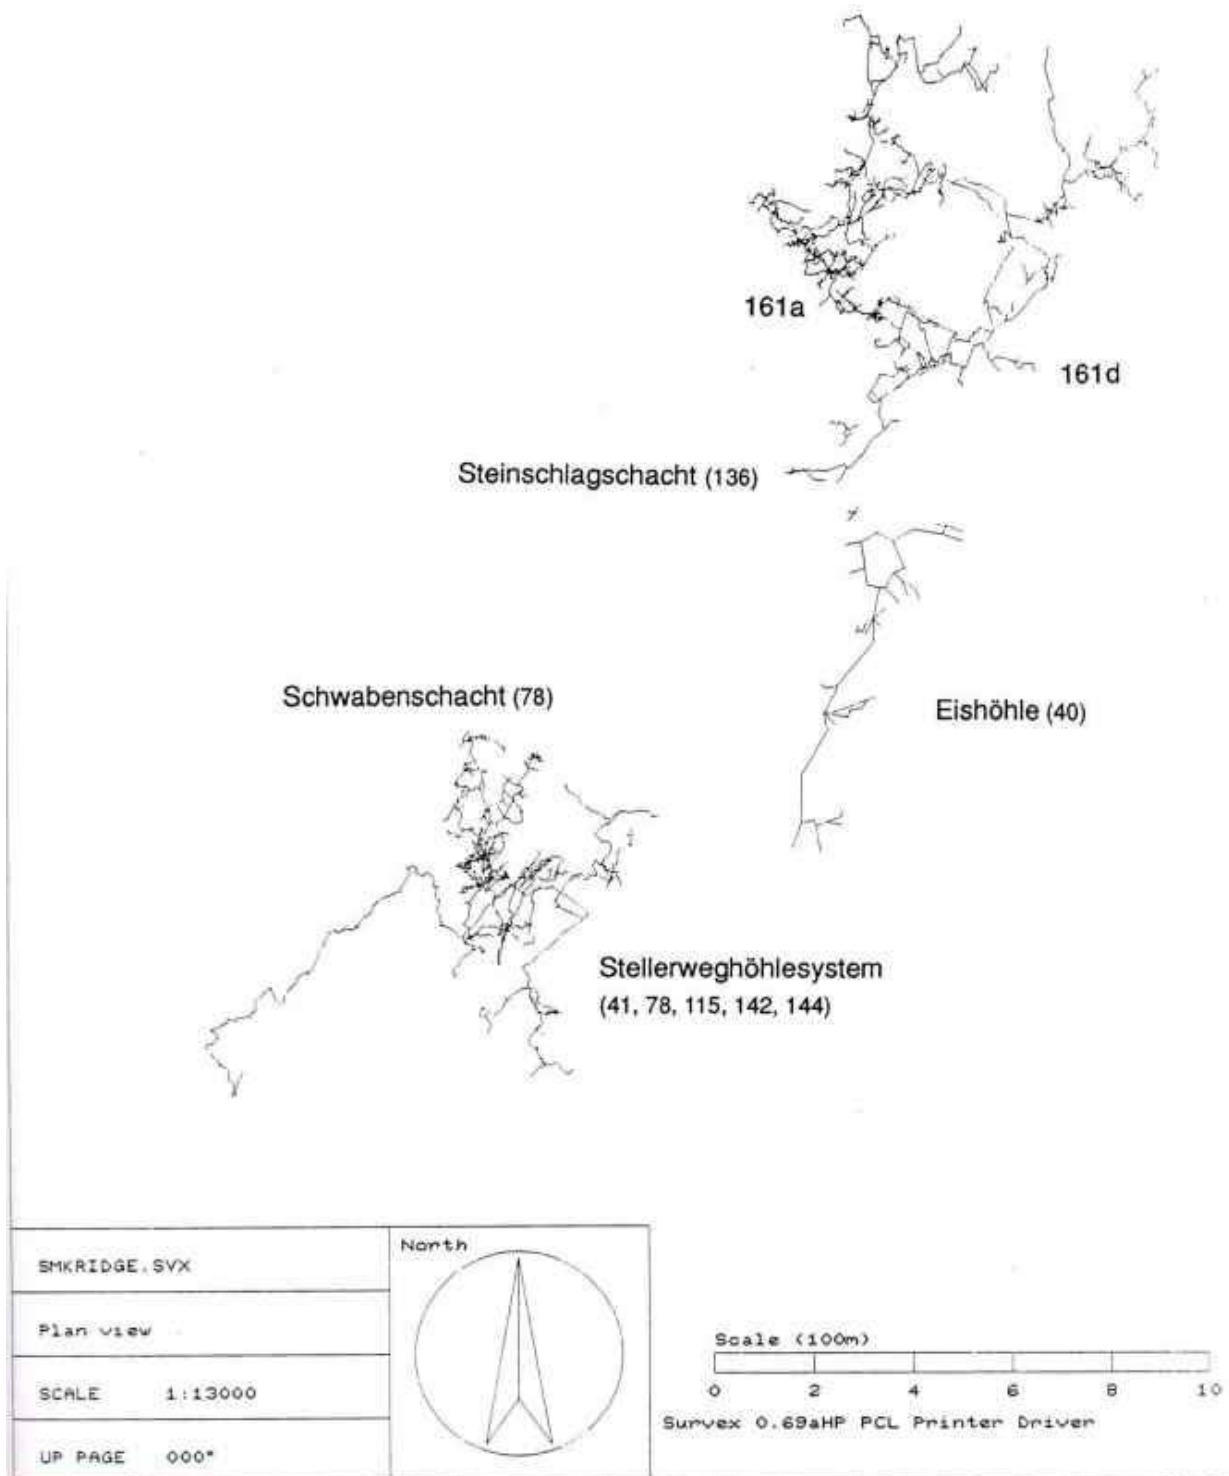 161a
161d
Steinschlagschacht (136)
Schwabenschacht (78)
Eishöhle (40)
Stellerweghöhlesystem
(41, 78, 115, 142, 144)
SMKRIDGE.SVX
Plan view
SCALE 1:13000
UP PAGE 000°
North
Scale (100m)
0 2 4 6 8 10
Survex 0.69aHP PCL Printer Driver